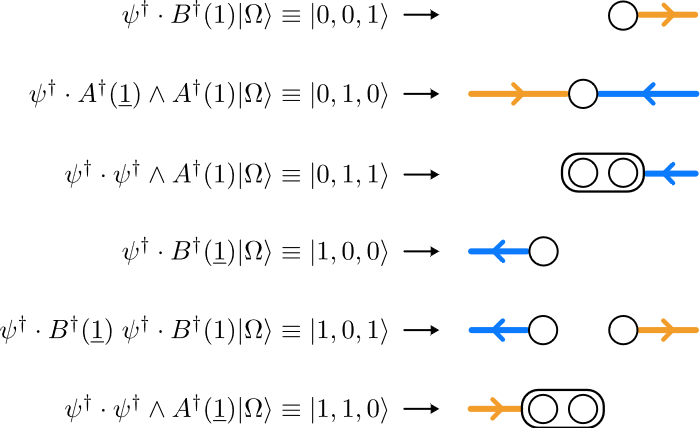 ψ† · B†(1)|Ω⟩ ≡ |0, 0, 1⟩ ⟶
ψ† · A†(1̲) ∧ A†(1)|Ω⟩ ≡ |0, 1, 0⟩ ⟶
ψ† · ψ† ∧ A†(1)|Ω⟩ ≡ |0, 1, 1⟩ ⟶
ψ† · B†(1̲)|Ω⟩ ≡ |1, 0, 0⟩ ⟶
ψ† · B†(1̲) ψ† · B†(1)|Ω⟩ ≡ |1, 0, 1⟩ ⟶
ψ† · ψ† ∧ A†(1̲)|Ω⟩ ≡ |1, 1, 0⟩ ⟶